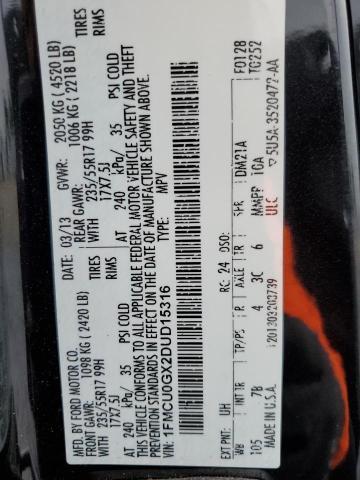 MFD. BY FORD MOTOR CO.
DATE: 03/13 GVWR: 2050 KG ( 4520 LB)
FRONT GAWR: 1098 KG ( 2420 LB)
REAR GAWR: 1006 KG ( 2218 LB)
235/55R17 99H TIRES 235/55R17 99H TIRES
17X7.5J RIMS 17X7.5J RIMS
AT 240 kPa/ 35 PSI COLD AT 240 kPa/ 35 PSI COLD
THIS VEHICLE CONFORMS TO ALL APPLICABLE FEDERAL MOTOR VEHICLE SAFETY AND
THEFT PREVENTION STANDARDS IN EFFECT ON THE DATE OF MANUFACTURE SHOWN ABOVE.
VIN: 1FMCU0GX2DUD15316
TYPE: MPV
F0128
TG252
EXT PNT: UH RC: 24 DSO: DM21A
WB INT TR TP/PS R AXLE TR SPR
105 7B 4 3C 6 MMPP IGA
MADE IN U.S.A. ULC 5U5A-3520472-AA